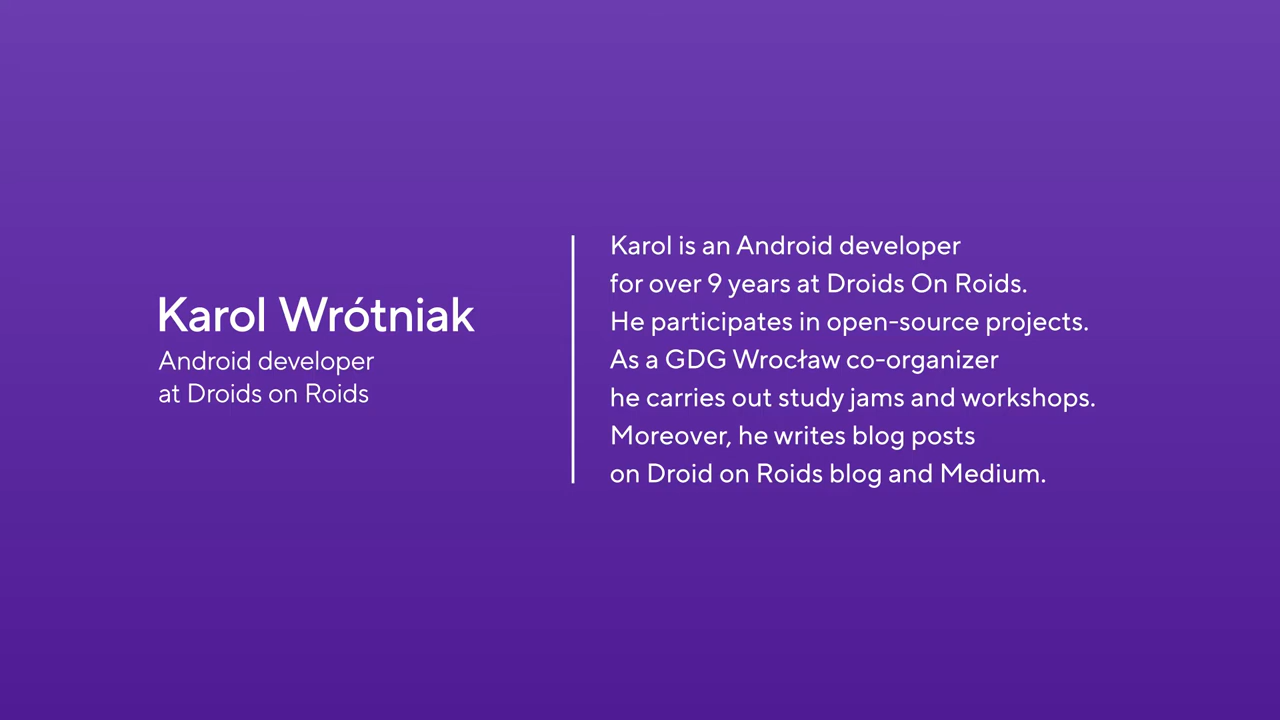 Karol Wrótniak
Android developer
at Droids on Roids
Karol is an Android developer
for over 9 years at Droids On Roids.
He participates in open-source projects.
As a GDG Wrocław co-organizer
he carries out study jams and workshops.
Moreover, he writes blog posts
on Droid on Roids blog and Medium.